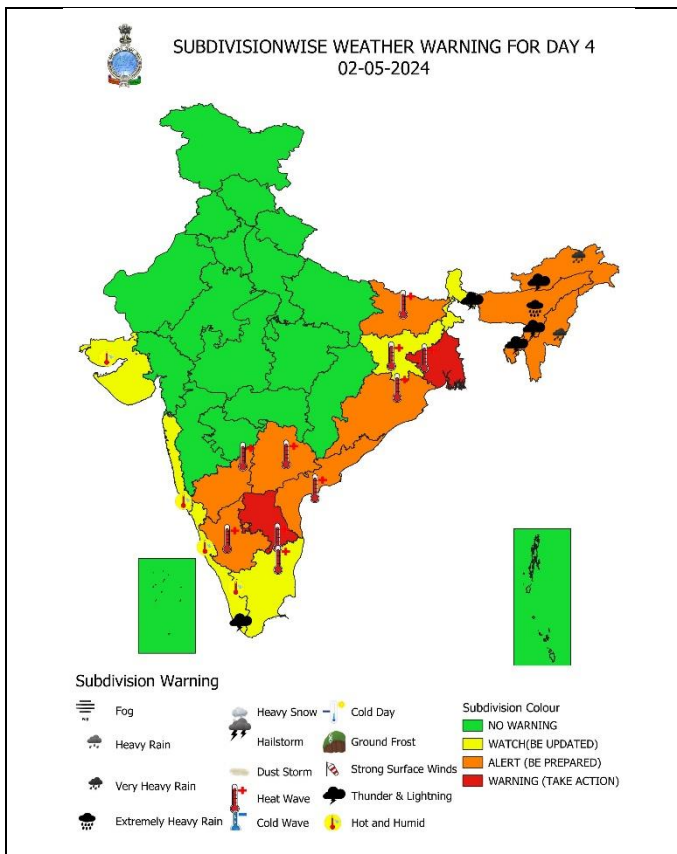 SUBDIVISIONWISE WEATHER WARNING FOR DAY 4
02-05-2024
Subdivision Warning
Fog
Heavy Rain
Very Heavy Rain
Extremely Heavy Rain
Heavy Snow
Hailstorm
Dust Storm
Heat Wave
Cold Wave
Cold Day
Ground Frost
Strong Surface Winds
Thunder & Lightning
Hot and Humid
Subdivision Colour
NO WARNING
WATCH(BE UPDATED)
ALERT (BE PREPARED)
WARNING (TAKE ACTION)